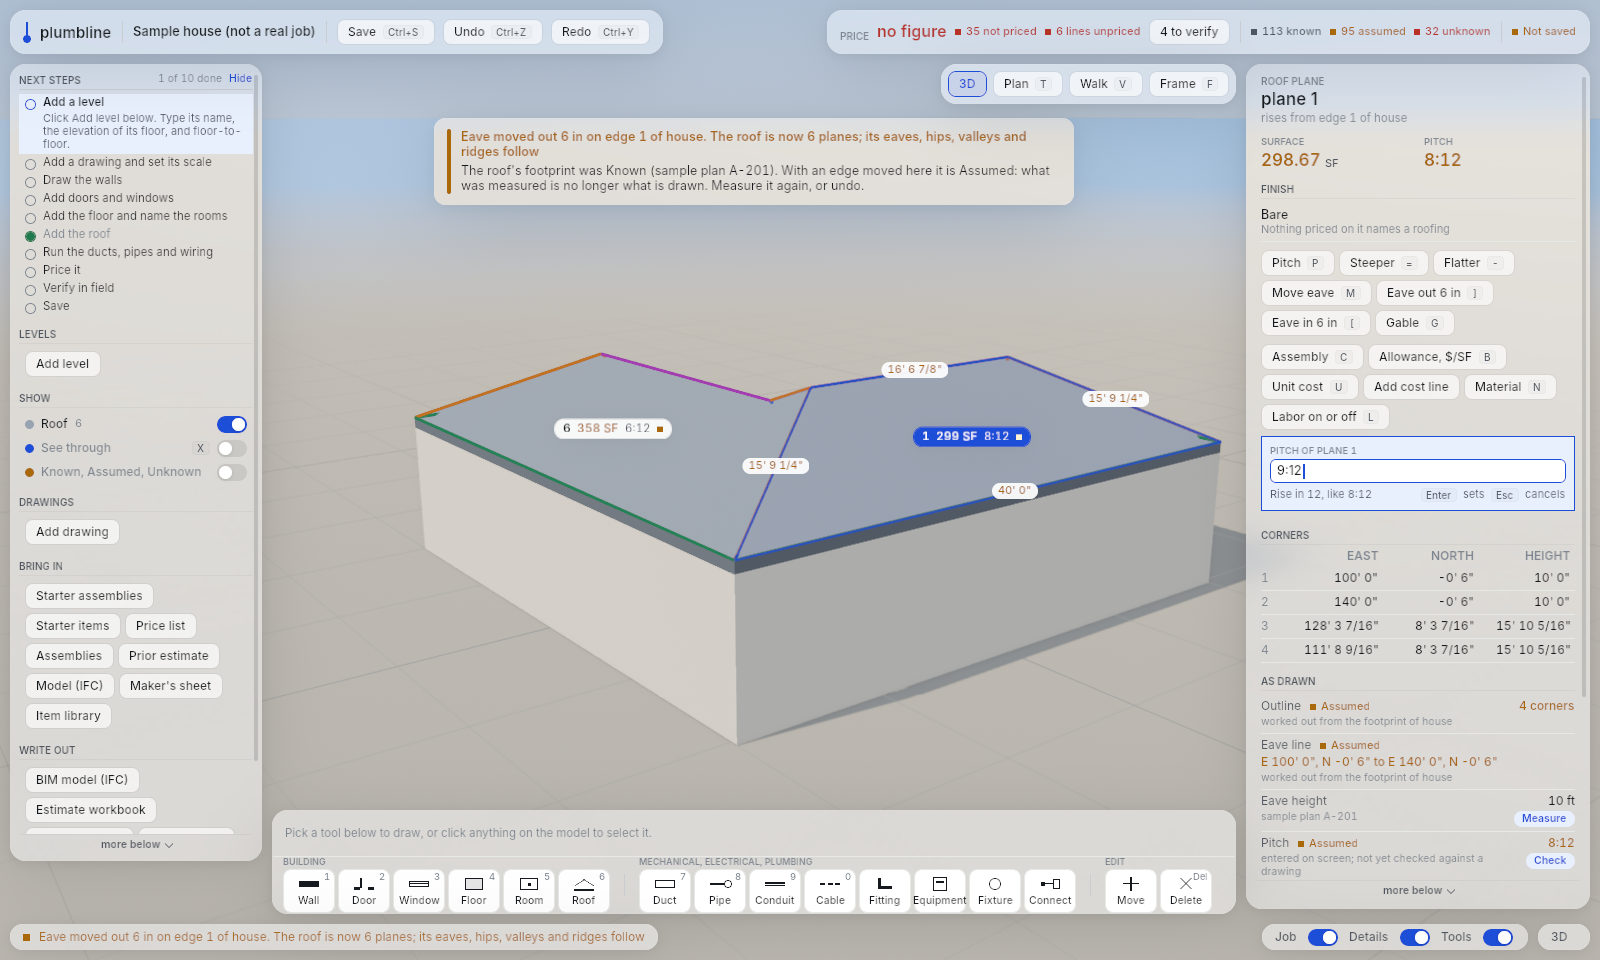 plumbline
Sample house (not a real job)
Save Ctrl+S
Undo Ctrl+Z
Redo Ctrl+Y
PRICE no figure
35 not priced
6 lines unpriced
4 to verify
113 known
95 assumed
32 unknown
Not saved
NEXT STEPS
1 of 10 done Hide
Add a level
Click Add level below. Type its name,
the elevation of its floor, and floor-to-
floor.
Add a drawing and set its scale
Draw the walls
Add doors and windows
Add the floor and name the rooms
Add the roof
Run the ducts, pipes and wiring
Price it
Verify in field
Save
LEVELS
Add level
SHOW
Roof 6
See through X
Known, Assumed, Unknown
DRAWINGS
Add drawing
BRING IN
Starter assemblies
Starter items Price list
Assemblies Prior estimate
Model (IFC) Maker's sheet
Item library
WRITE OUT
BIM model (IFC)
Estimate workbook
more below
3D
Plan T
Walk V
Frame F
Eave moved out 6 in on edge 1 of house. The roof is now 6 planes; its eaves, hips, valleys and
ridges follow
The roof's footprint was Known (sample plan A-201). With an edge moved here it is Assumed: what
was measured is no longer what is drawn. Measure it again, or undo.
16' 6 7/8"
15' 9 1/4"
6 358 SF 6:12
1 299 SF 8:12
15' 9 1/4"
40' 0"
ROOF PLANE
plane 1
rises from edge 1 of house
SURFACE PITCH
298.67 SF 8:12
FINISH
Bare
Nothing priced on it names a roofing
Pitch P
Steeper =
Flatter -
Move eave M
Eave out 6 in ]
Eave in 6 in [
Gable G
Assembly C
Allowance, $/SF B
Unit cost U
Add cost line
Material N
Labor on or off L
PITCH OF PLANE 1
9:12
Rise in 12, like 8:12 Enter sets Esc cancels
CORNERS
EAST NORTH HEIGHT
1 100' 0" -0' 6" 10' 0"
2 140' 0" -0' 6" 10' 0"
3 128' 3 7/16" 8' 3 7/16" 15' 10 5/16"
4 111' 8 9/16" 8' 3 7/16" 15' 10 5/16"
AS DRAWN
Outline Assumed 4 corners
worked out from the footprint of house
Eave line Assumed
E 100' 0", N -0' 6" to E 140' 0", N -0' 6"
worked out from the footprint of house
Eave height 10 ft
sample plan A-201 Measure
Pitch Assumed 8:12
entered on screen; not yet checked against a
drawing
Check
more below
Pick a tool below to draw, or click anything on the model to select it.
BUILDING MECHANICAL, ELECTRICAL, PLUMBING EDIT
Wall 1
Door 2
Window 3
Floor 4
Room 5
Roof 6
Duct 7
Pipe 8
Conduit 9
Cable 0
Fitting
Equipment
Fixture
Connect
Move
Delete Del
Eave moved out 6 in on edge 1 of house. The roof is now 6 planes; its eaves, hips, valleys and ridges follow
Job
Details
Tools
3D